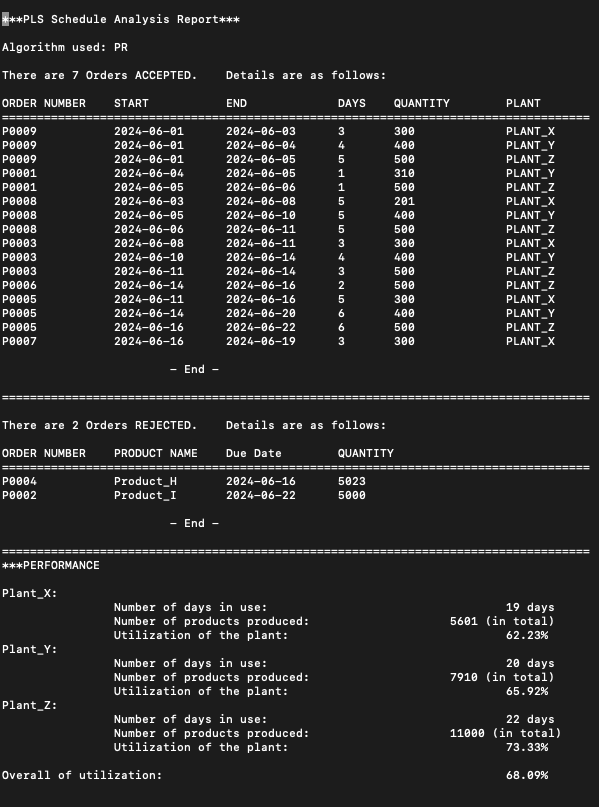 ***PLS Schedule Analysis Report***
Algorithm used: PR
There are 7 Orders ACCEPTED.    Details are as follows:
ORDER NUMBER    START           END             DAYS    QUANTITY        PLANT
====================================================================================
P0009           2024-06-01      2024-06-03      3       300             PLANT_X
P0009           2024-06-01      2024-06-04      4       400             PLANT_Y
P0009           2024-06-01      2024-06-05      5       500             PLANT_Z
P0001           2024-06-04      2024-06-05      1       310             PLANT_Y
P0001           2024-06-05      2024-06-06      1       500             PLANT_Z
P0008           2024-06-03      2024-06-08      5       201             PLANT_X
P0008           2024-06-05      2024-06-10      5       400             PLANT_Y
P0008           2024-06-06      2024-06-11      5       500             PLANT_Z
P0003           2024-06-08      2024-06-11      3       300             PLANT_X
P0003           2024-06-10      2024-06-14      4       400             PLANT_Y
P0003           2024-06-11      2024-06-14      3       500             PLANT_Z
P0006           2024-06-14      2024-06-16      2       500             PLANT_Z
P0005           2024-06-11      2024-06-16      5       300             PLANT_X
P0005           2024-06-14      2024-06-20      6       400             PLANT_Y
P0005           2024-06-16      2024-06-22      6       500             PLANT_Z
P0007           2024-06-16      2024-06-19      3       300             PLANT_X
- End -
====================================================================================
There are 2 Orders REJECTED.    Details are as follows:
ORDER NUMBER    PRODUCT NAME    Due Date        QUANTITY
====================================================================================
P0004           Product_H       2024-06-16      5023
P0002           Product_I       2024-06-22      5000
- End -
====================================================================================
***PERFORMANCE
Plant_X:
Number of days in use:                                  19 days
Number of products produced:                    5601 (in total)
Utilization of the plant:                               62.23%
Plant_Y:
Number of days in use:                                  20 days
Number of products produced:                    7910 (in total)
Utilization of the plant:                               65.92%
Plant_Z:
Number of days in use:                                  22 days
Number of products produced:                    11000 (in total)
Utilization of the plant:                               73.33%
Overall of utilization:                                                 68.09%